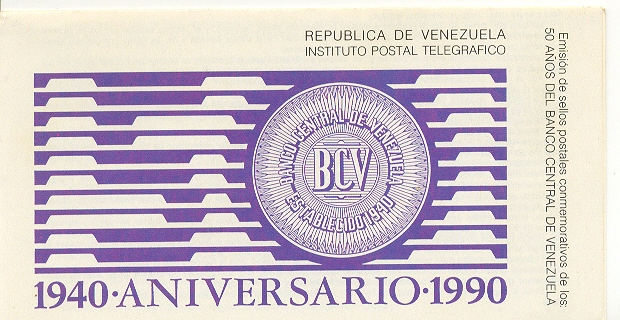 REPUBLICA DE VENEZUELA
INSTITUTO POSTAL TELEGRAFICO
Emisión de sellos postales conmemorativos de los:
50 AÑOS DEL BANCO CENTRAL DE VENEZUELA
BANCO CENTRAL DE VENEZUELA
BCV
ESTABLECIDO 1940
1940·ANIVERSARIO·1990